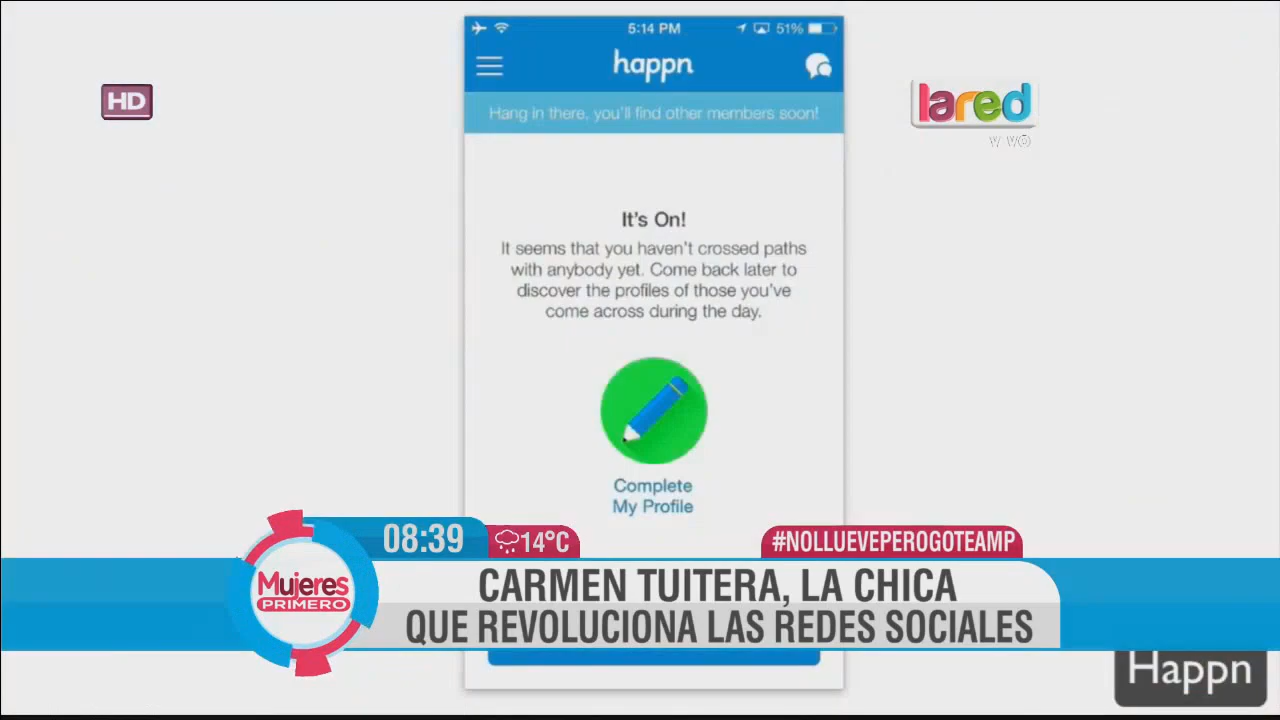 5:14 PM
51%
happn
HD
lared
VIVO
Hang in there, you'll find other members soon!
It's On!
It seems that you haven't crossed paths
with anybody yet. Come back later to
discover the profiles of those you've
come across during the day.
Complete
My Profile
08:39
14°C
#NOLLUEVEPEROGOTEAMP
Mujeres
PRIMERO
CARMEN TUITERA, LA CHICA
QUE REVOLUCIONA LAS REDES SOCIALES
Happn